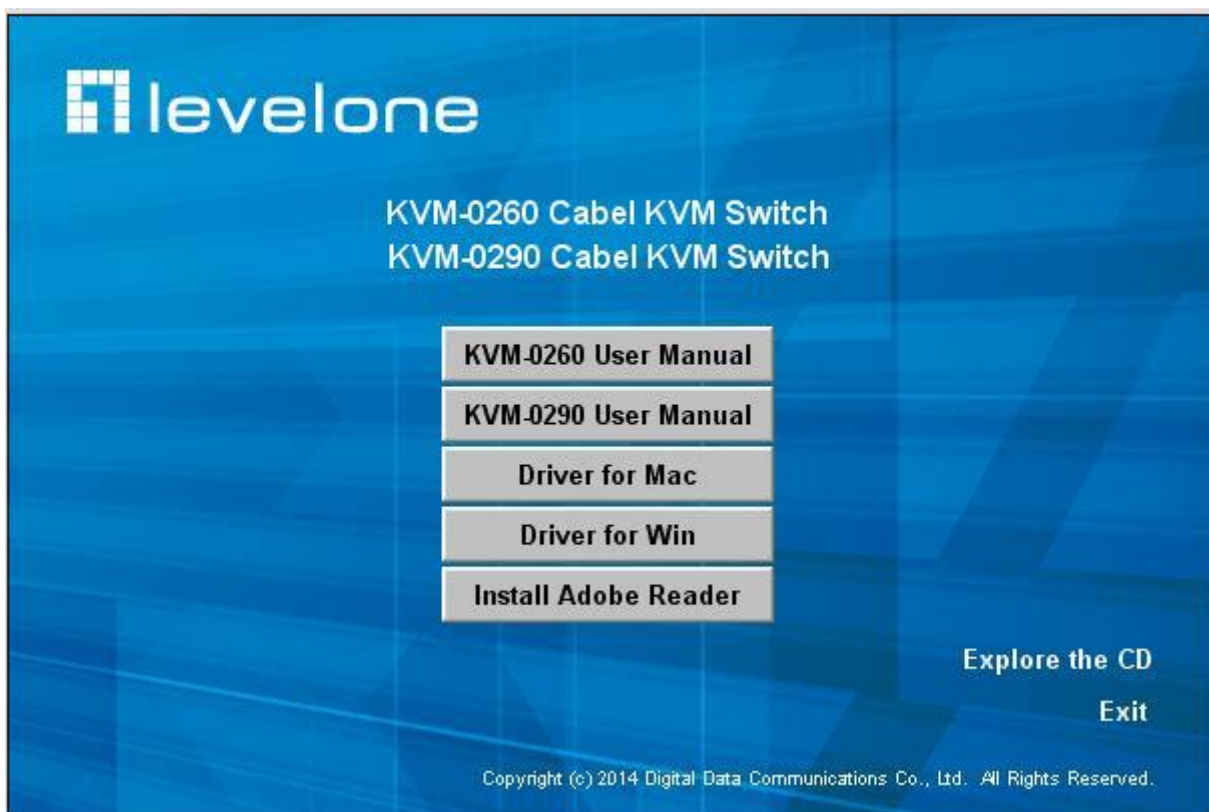 levelone
KVM-0260 Cabel KVM Switch
KVM-0290 Cabel KVM Switch
KVM-0260 User Manual
KVM-0290 User Manual
Driver for Mac
Driver for Win
Install Adobe Reader
Explore the CD
Exit
Copyright (c) 2014 Digital Data Communications Co., Ltd. All Rights Reserved.